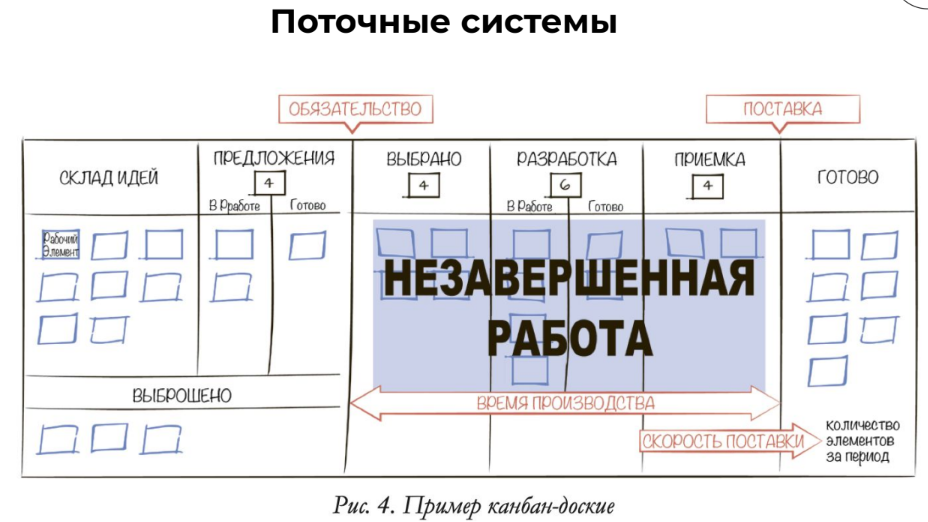 Поточные системы
ОБЯЗАТЕЛЬСТВО
ПОСТАВКА
СКЛАД ИДЕЙ
ПРЕДЛОЖЕНИЯ
4
В Рработе
Готово
ВЫБРАНО
4
РАЗРАБОТКА
6
В Работе
Готово
ПРИЕМКА
4
ГОТОВО
Рабочий
Элемент
НЕЗАВЕРШЕННАЯ
РАБОТА
ВЫБРОШЕНО
ВРЕМЯ ПРОИЗВОДСТВА
СКОРОСТЬ ПОСТАВКИ
количество
элементов
за период
Рис. 4. Пример канбан-доские